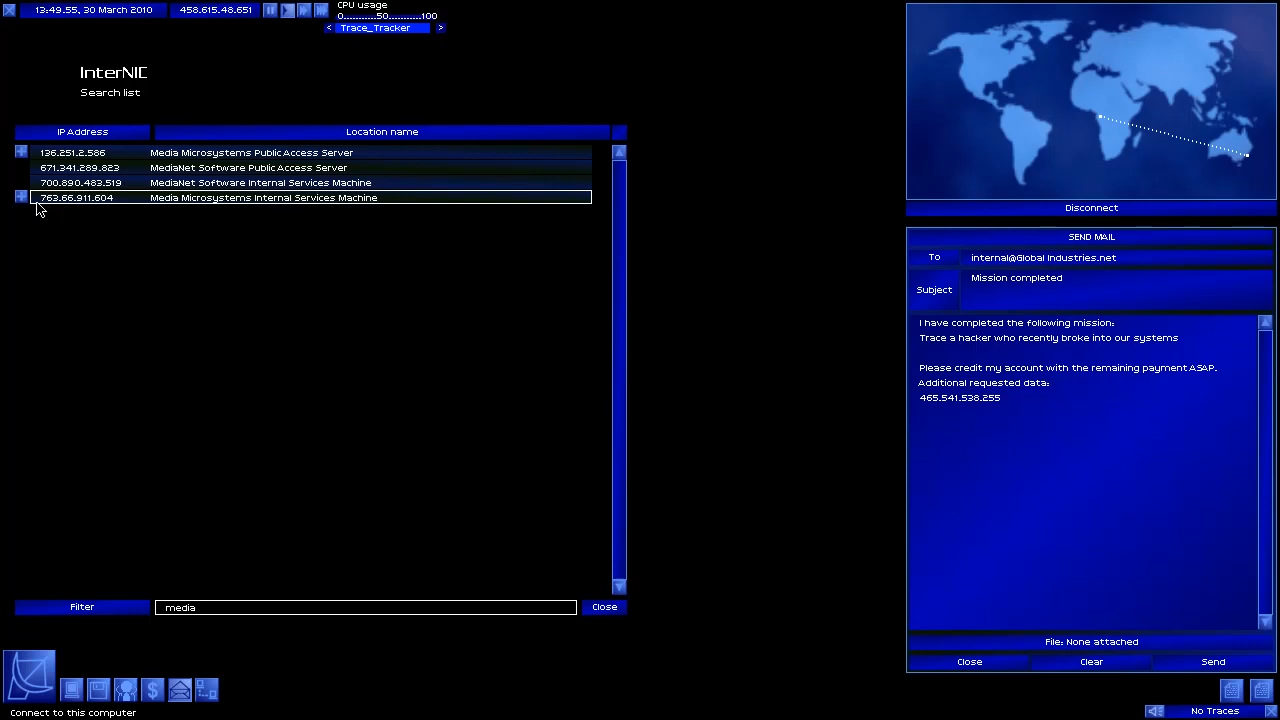 13:49.55, 30 March 2010
458.615.48.651
CPU usage
0...........50...........100
< Trace_Tracker >
InterNIC
Search list
IP Address
Location name
136.251.2.586 Media Microsystems Public Access Server
671.341.289.823 MediaNet Software Public Access Server
700.890.483.519 MediaNet Software Internal Services Machine
763.66.911.604 Media Microsystems Internal Services Machine
Filter
media
Close
Disconnect
SEND MAIL
To
internal@Global Industries.net
Subject
Mission completed
I have completed the following mission:
Trace a hacker who recently broke into our systems
Please credit my account with the remaining payment ASAP.
Additional requested data:
465.541.538.255
File: None attached
Close
Clear
Send
Connect to this computer
No Traces